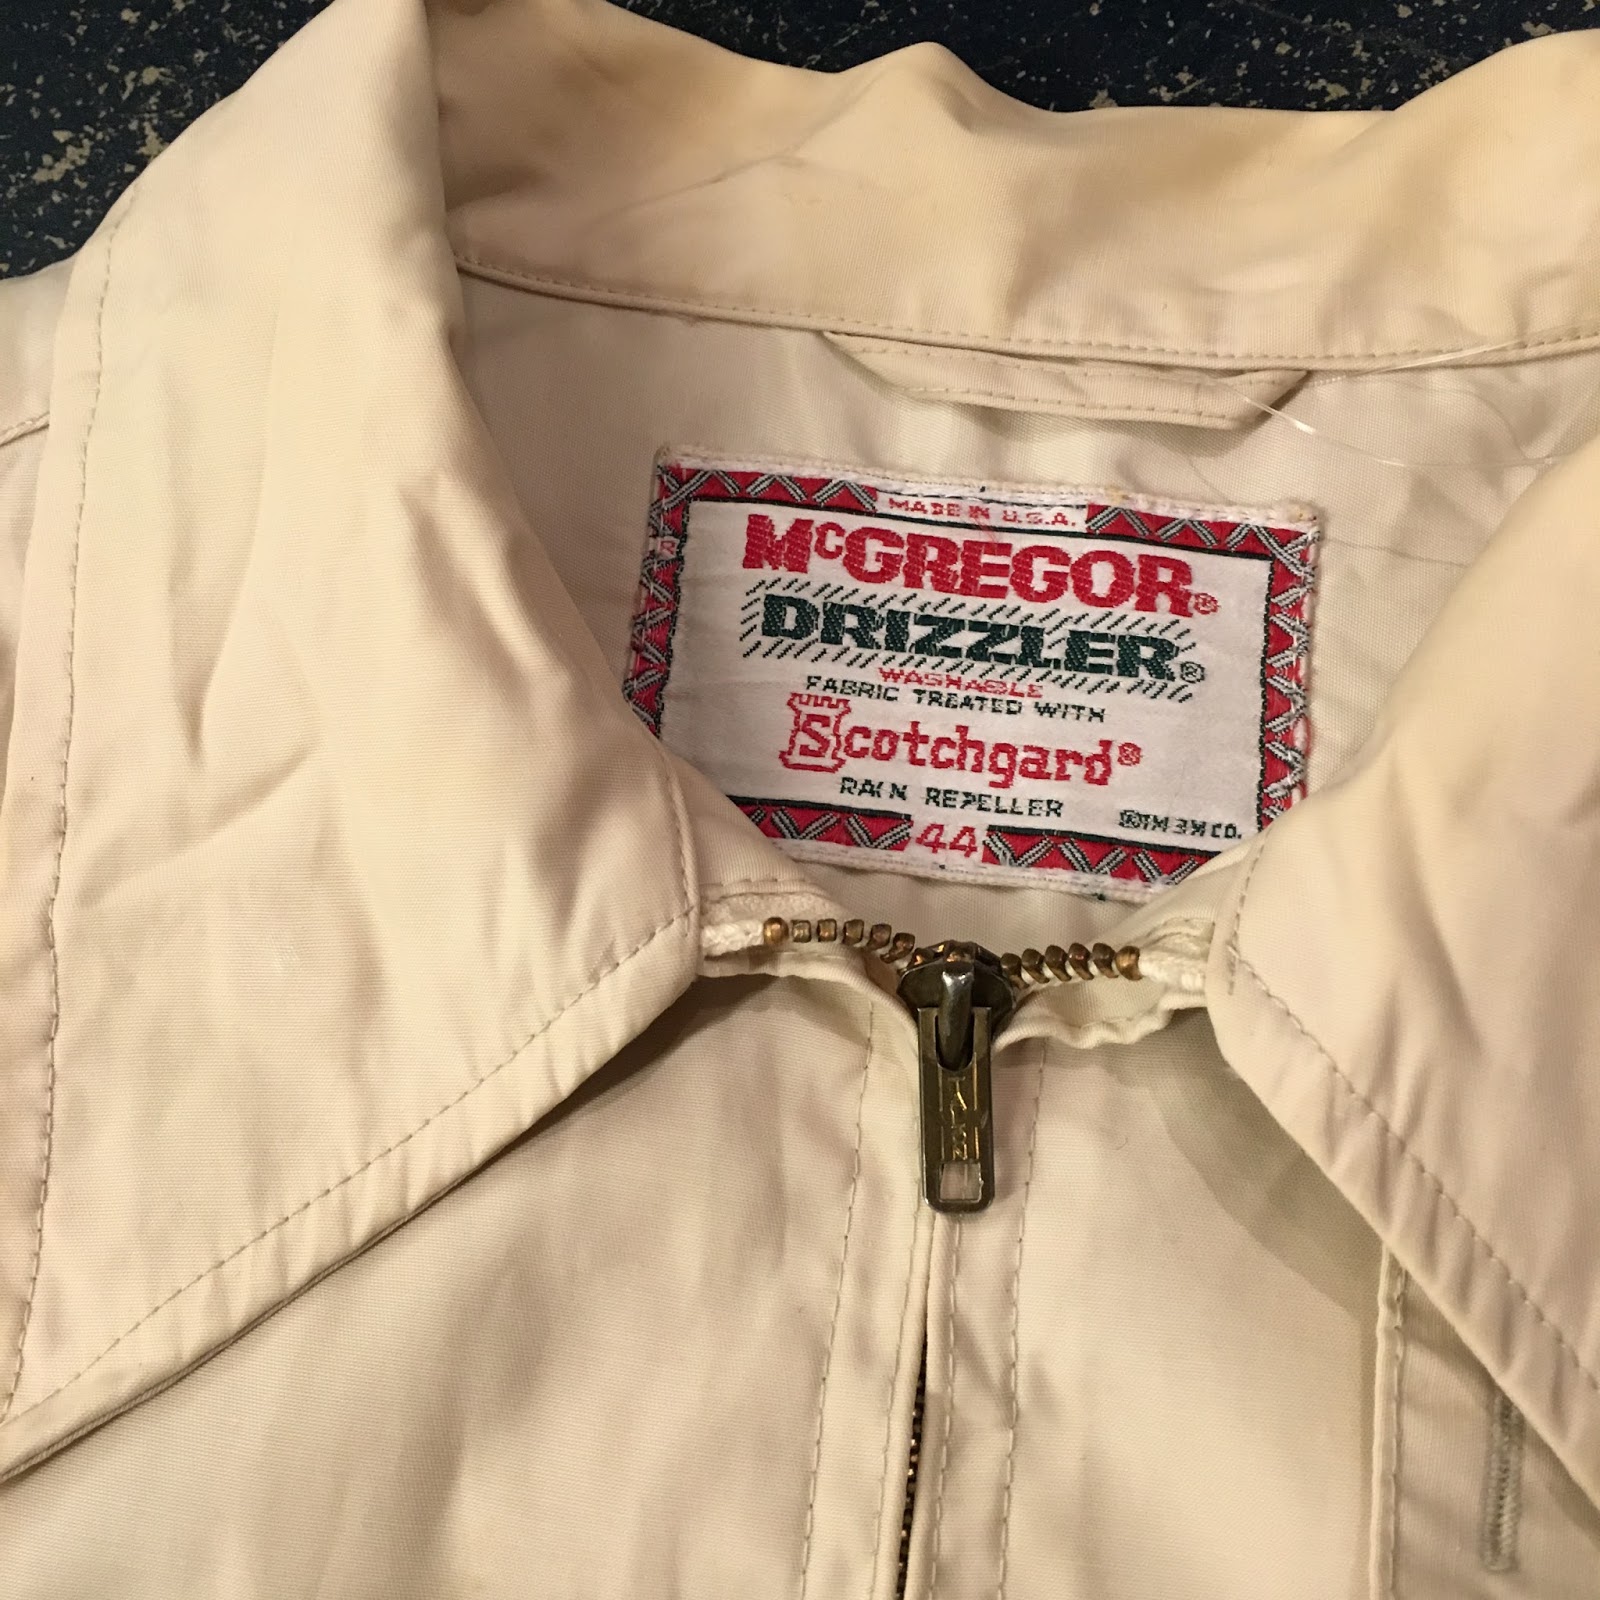 MADE IN U.S.A.
McGREGOR®
DRIZZLER®
WASHABLE
FABRIC TREATED WITH
Scotchgard®
RAIN REPELLER
®TM 3M CO.
44
R